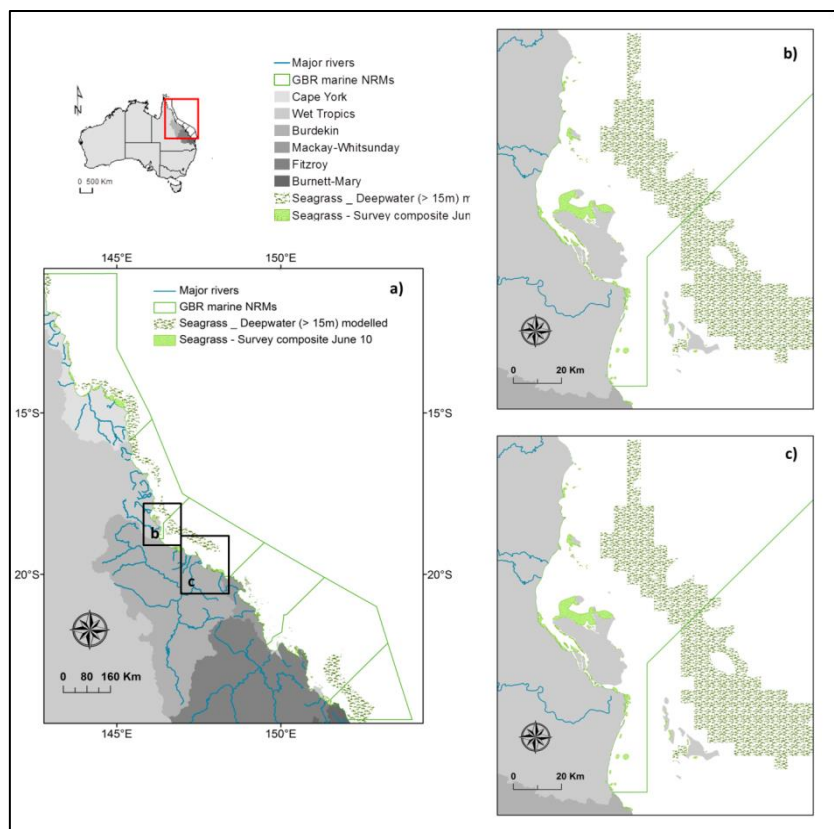 N
0 500 Km
Major rivers
GBR marine NRMs
Cape York
Wet Tropics
Burdekin
Mackay-Whitsunday
Fitzroy
Burnett-Mary
Seagrass _ Deepwater (> 15m) m
Seagrass - Survey composite June
145°E
150°E
a)
Major rivers
GBR marine NRMs
Seagrass _ Deepwater (> 15m) modelled
Seagrass - Survey composite June 10
15°S
15°S
b
20°S
20°S
c
0 80 160 Km
145°E
150°E
b)
0 20 Km
c)
0 20 Km